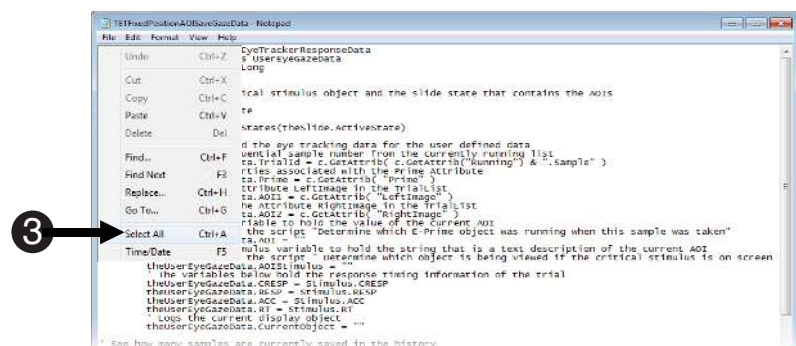 TETFixedPositionAOISaveGazeData - Notepad
File Edit Format View Help
Undo Ctrl+Z
Cut Ctrl+X
Copy Ctrl+C
Paste Ctrl+V
Delete Del
Find... Ctrl+F
Find Next F3
Replace... Ctrl+H
Go To... Ctrl+G
Select All Ctrl+A
Time/Date F5
3
EyeTrackerResponseData
s UserEyeGazeData
Long
ical stimulus object and the slide state that contains the AOIs
te
States(theSlide.ActiveState)
d the eye tracking data for the user defined data
uential sample number from the currently running list
ta.TrialId = c.GetAttrib( c.GetAttrib("Running") & ".Sample" )
rties associated with the Prime Attribute
ta.Prime = c.GetAttrib( "Prime" )
ttribute LeftImage in the TrialList
ta.AOI1 = c.GetAttrib( "LeftImage" )
he Attribute RightImage in the TrialList
ta.AOI2 = c.GetAttrib( "RightImage" )
riable to hold the value of the current AOI
the script "Determine which E-Prime object was running when this sample was taken"
ta.AOI = ""
mulus variable to hold the string that is a text description of the current AOI
the script " Determine which object is being viewed if the critical stimulus is on screen
theUserEyeGazeData.AOIStimulus = ""
' The variables below hold the response timing information of the trial
theUserEyeGazeData.CRESP = Stimulus.CRESP
theUserEyeGazeData.RESP = Stimulus.RESP
theUserEyeGazeData.ACC = Stimulus.ACC
theUserEyeGazeData.RT = Stimulus.RT
' Logs the current display object
theUserEyeGazeData.CurrentObject = ""
' See how many samples are currently saved in the history